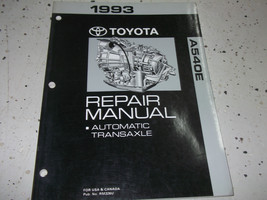 1993
TOYOTA
A540E
REPAIR
MANUAL
AUTOMATIC
TRANSAXLE
FOR USA & CANADA